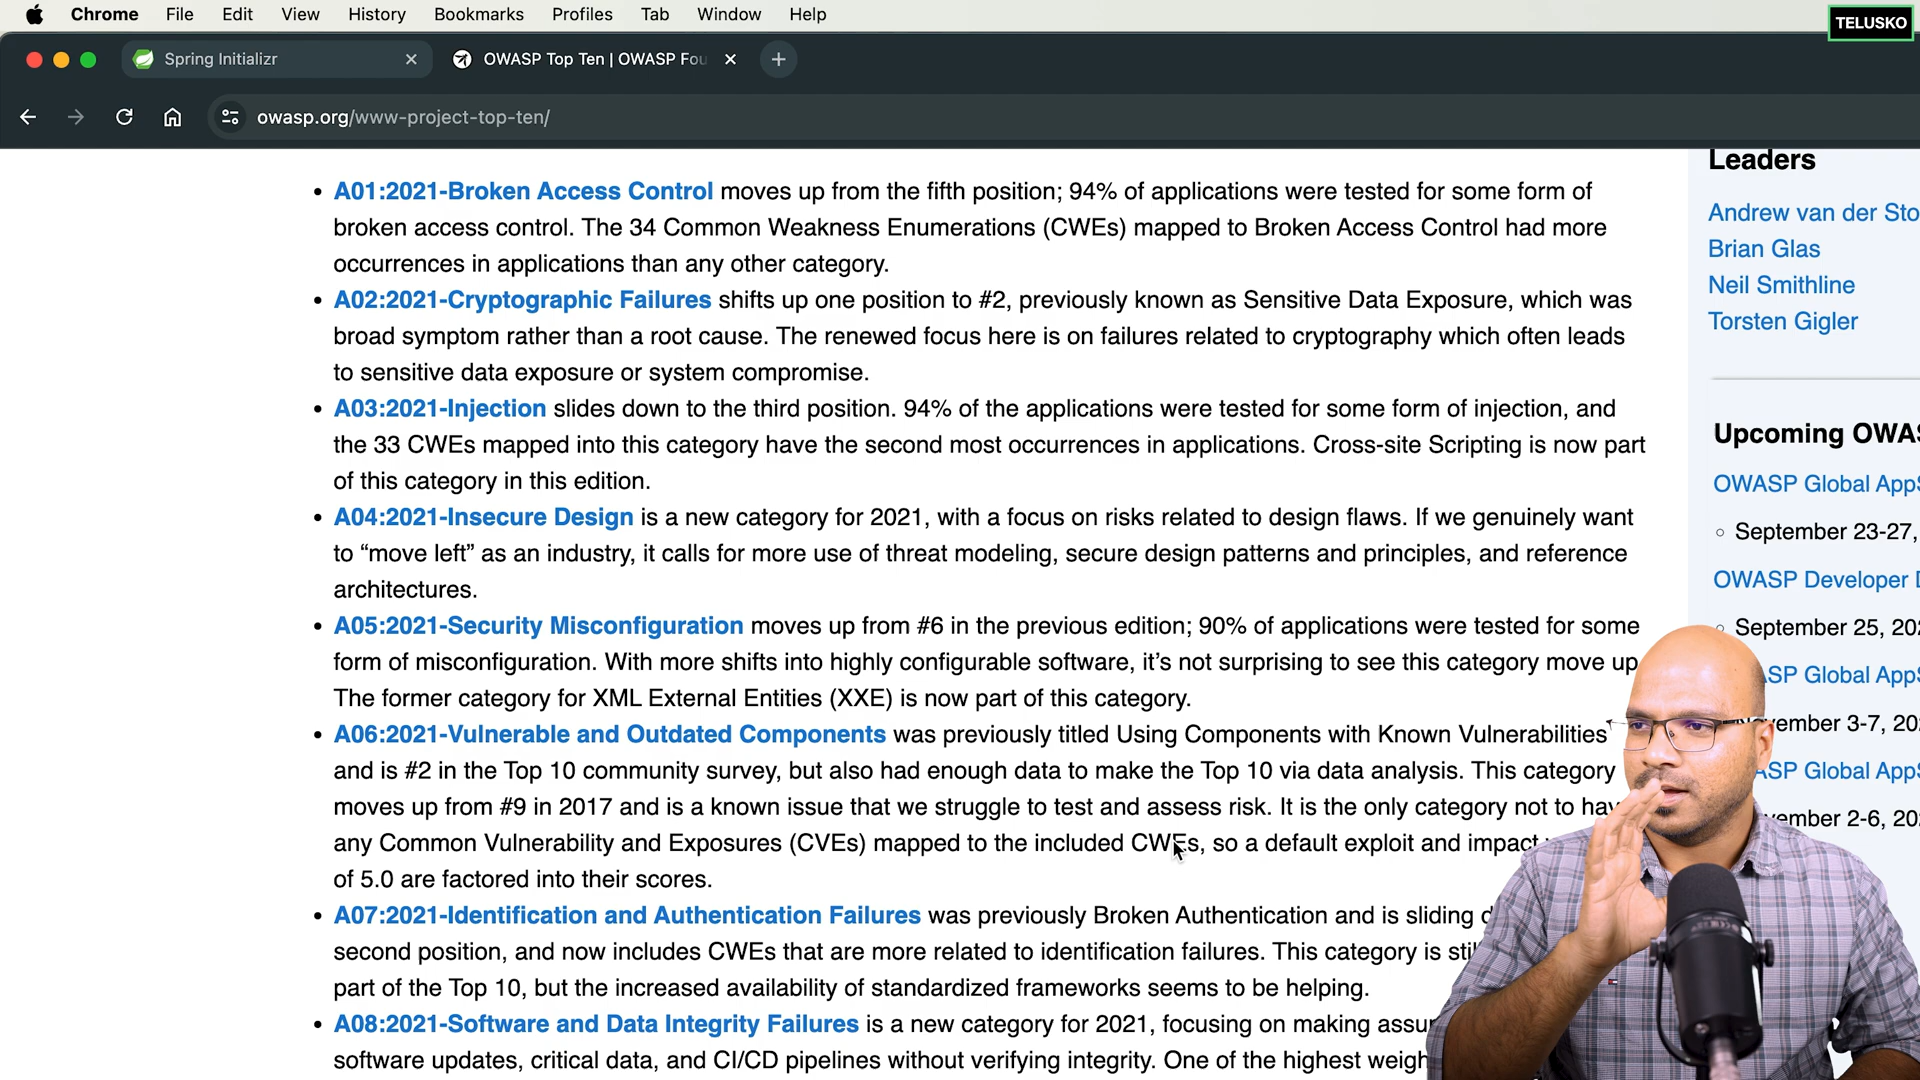 Chrome File Edit View History Bookmarks Profiles Tab Window Help
TELUSKO
Spring Initializr
OWASP Top Ten | OWASP Fou
owasp.org/www-project-top-ten/
A01:2021-Broken Access Control moves up from the fifth position; 94% of applications were tested for some form of
broken access control. The 34 Common Weakness Enumerations (CWEs) mapped to Broken Access Control had more
occurrences in applications than any other category.
A02:2021-Cryptographic Failures shifts up one position to #2, previously known as Sensitive Data Exposure, which was
broad symptom rather than a root cause. The renewed focus here is on failures related to cryptography which often leads
to sensitive data exposure or system compromise.
A03:2021-Injection slides down to the third position. 94% of the applications were tested for some form of injection, and
the 33 CWEs mapped into this category have the second most occurrences in applications. Cross-site Scripting is now part
of this category in this edition.
A04:2021-Insecure Design is a new category for 2021, with a focus on risks related to design flaws. If we genuinely want
to “move left” as an industry, it calls for more use of threat modeling, secure design patterns and principles, and reference
architectures.
A05:2021-Security Misconfiguration moves up from #6 in the previous edition; 90% of applications were tested for some
form of misconfiguration. With more shifts into highly configurable software, it’s not surprising to see this category move up
The former category for XML External Entities (XXE) is now part of this category.
A06:2021-Vulnerable and Outdated Components was previously titled Using Components with Known Vulnerabilities
and is #2 in the Top 10 community survey, but also had enough data to make the Top 10 via data analysis. This category
moves up from #9 in 2017 and is a known issue that we struggle to test and assess risk. It is the only category not to hav
any Common Vulnerability and Exposures (CVEs) mapped to the included CWEs, so a default exploit and impact
of 5.0 are factored into their scores.
A07:2021-Identification and Authentication Failures was previously Broken Authentication and is sliding d
second position, and now includes CWEs that are more related to identification failures. This category is stil
part of the Top 10, but the increased availability of standardized frameworks seems to be helping.
A08:2021-Software and Data Integrity Failures is a new category for 2021, focusing on making assu
software updates, critical data, and CI/CD pipelines without verifying integrity. One of the highest weigh
Leaders
Andrew van der Sto
Brian Glas
Neil Smithline
Torsten Gigler
Upcoming OWAS
OWASP Global AppS
September 23-27,
OWASP Developer D
September 25, 202
ASP Global AppS
vember 3-7, 20
ASP Global AppS
vember 2-6, 20